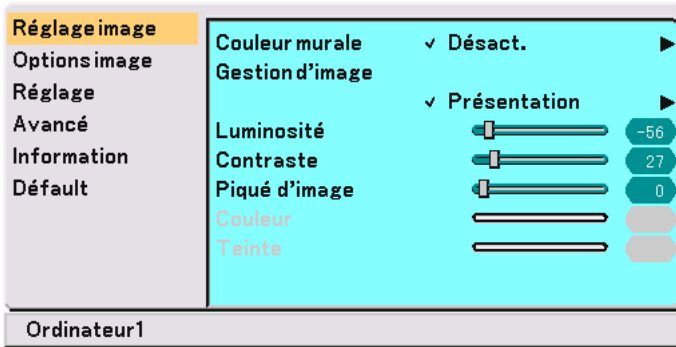 Réglage image
Options image
Réglage
Avancé
Information
Défault
Couleur murale ✓ Désact. ▶
Gestion d'image
✓ Présentation ▶
Luminosité -56
Contraste 27
Piqué d'image 0
Couleur
Teinte
Ordinateur1